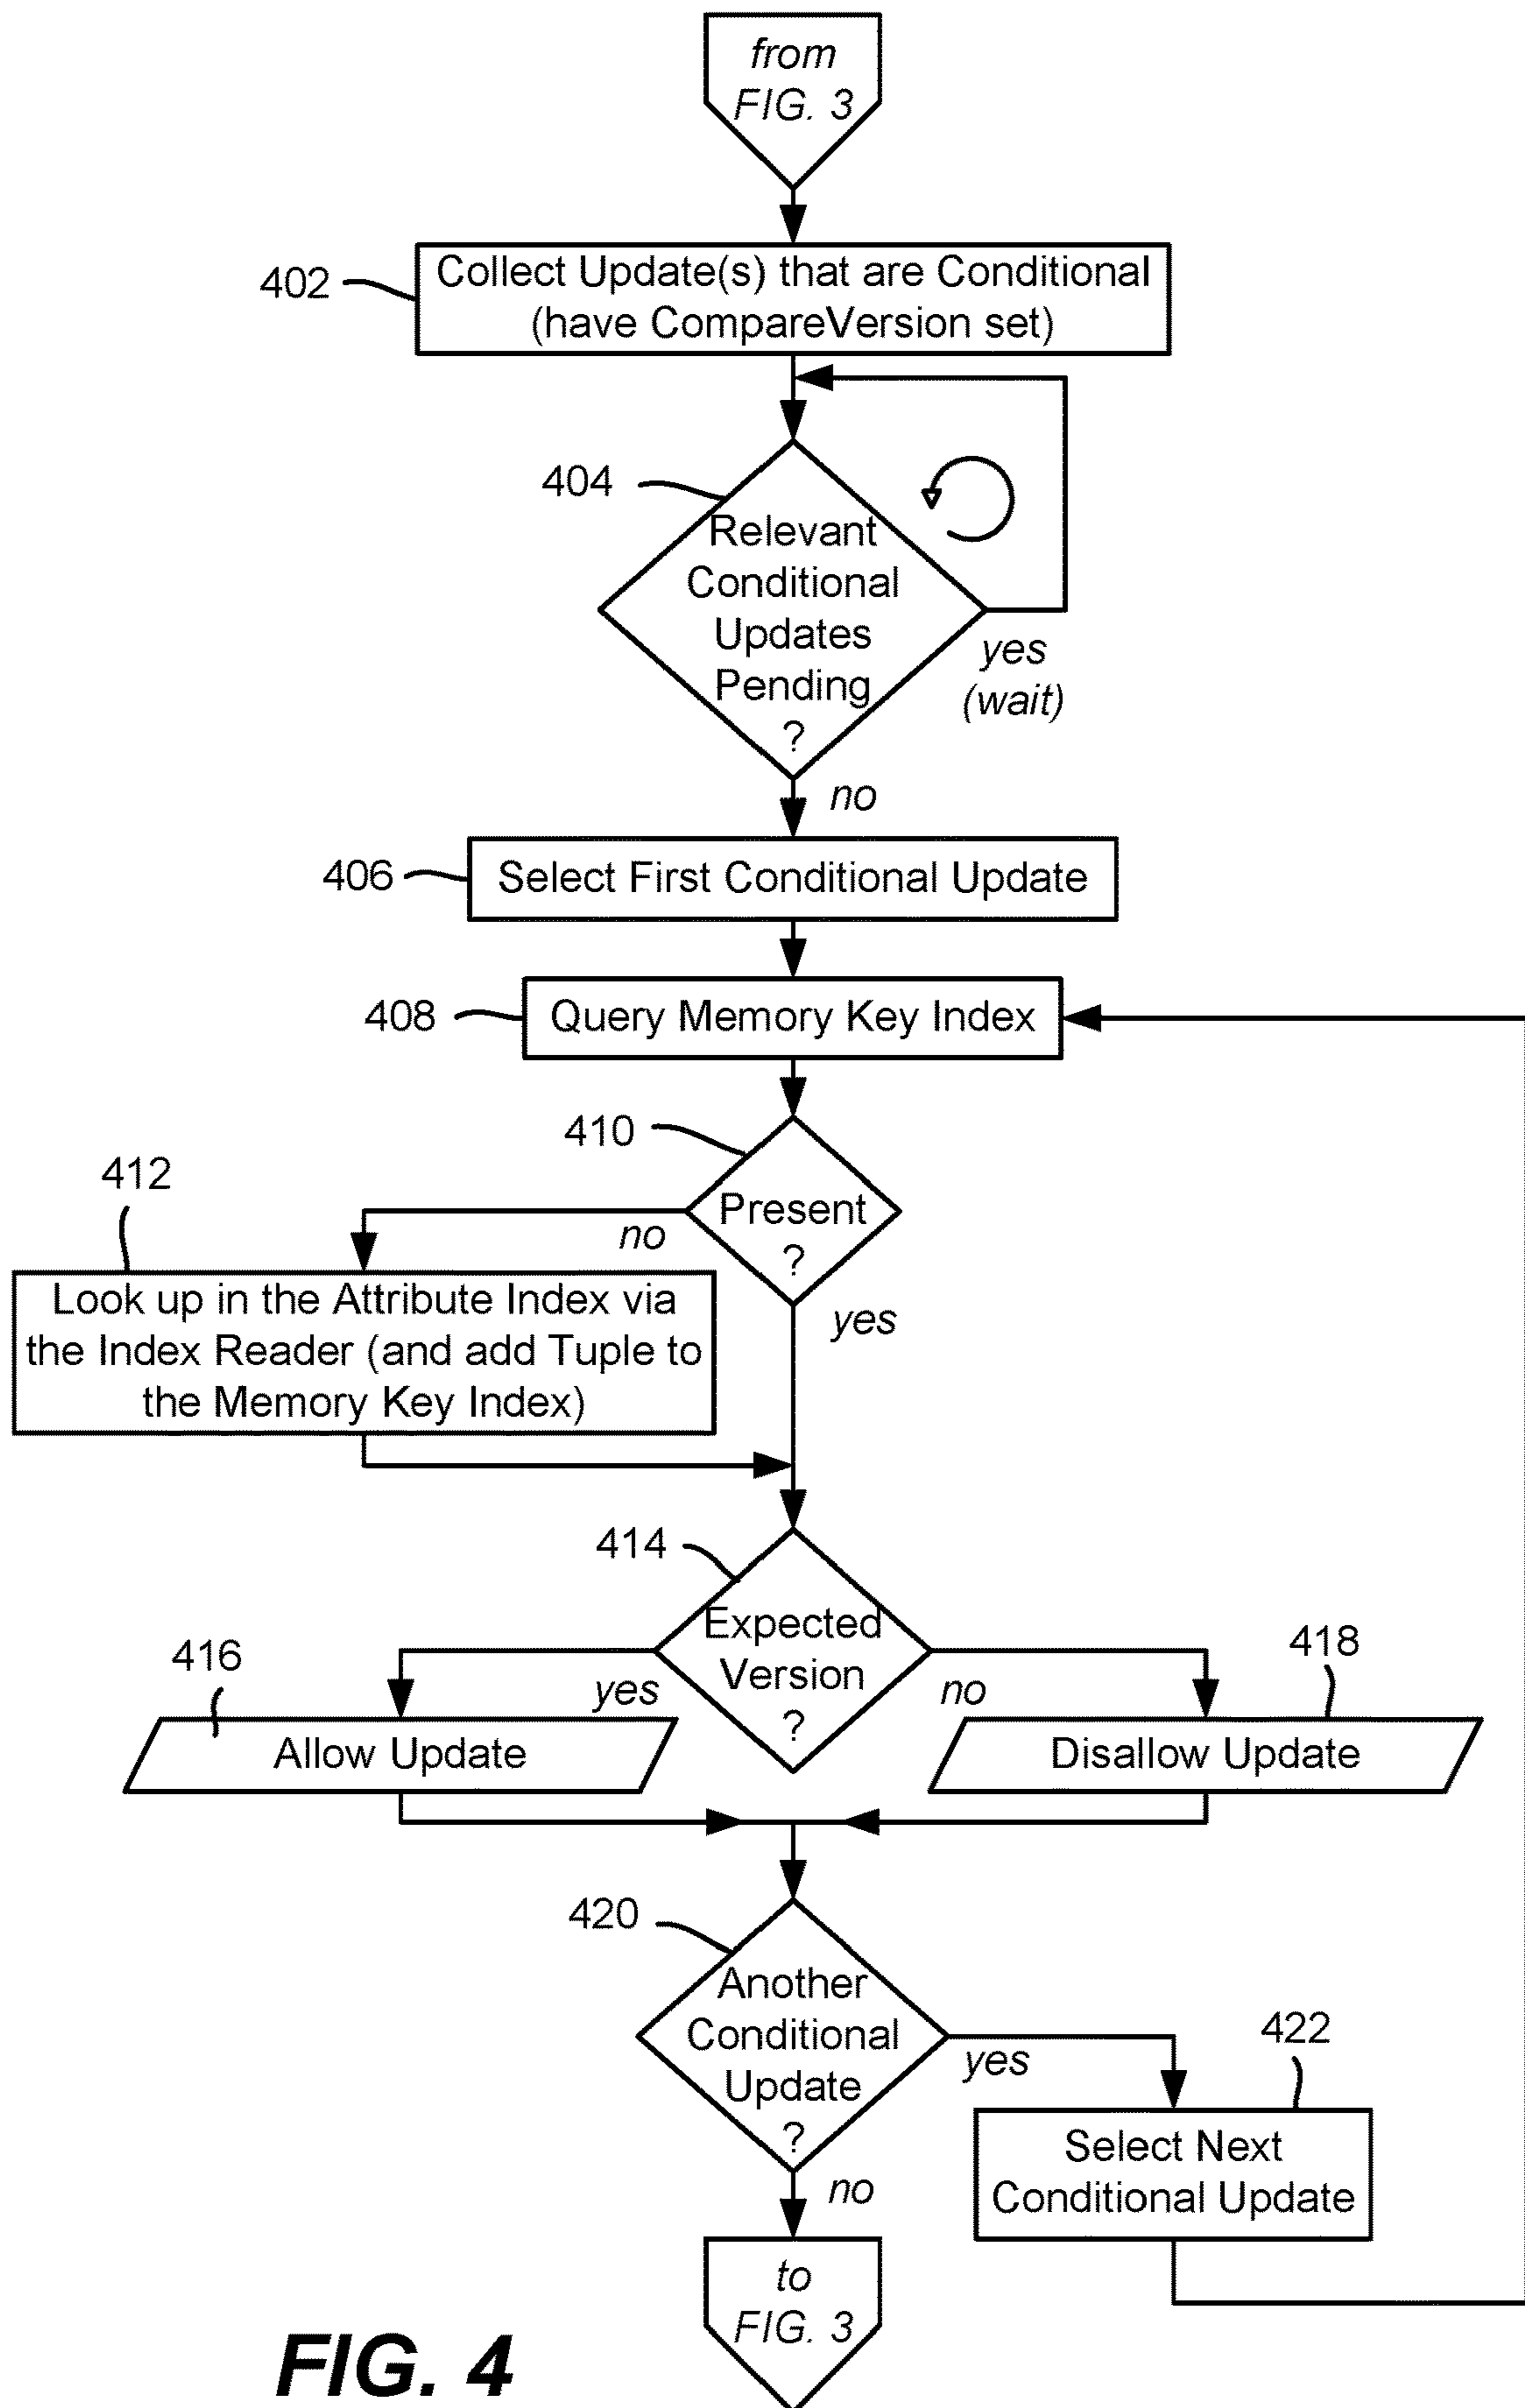 from
FIG. 3
402
Collect Update(s) that are Conditional
(have CompareVersion set)
404
Relevant
Conditional
Updates
Pending
?
yes
(wait)
no
406
Select First Conditional Update
408
Query Memory Key Index
410
Present
?
no
yes
412
Look up in the Attribute Index via
the Index Reader (and add Tuple to
the Memory Key Index)
414
Expected
Version
?
yes
no
416
Allow Update
418
Disallow Update
420
Another
Conditional
Update
?
yes
no
422
Select Next
Conditional Update
to
FIG. 3
FIG. 4